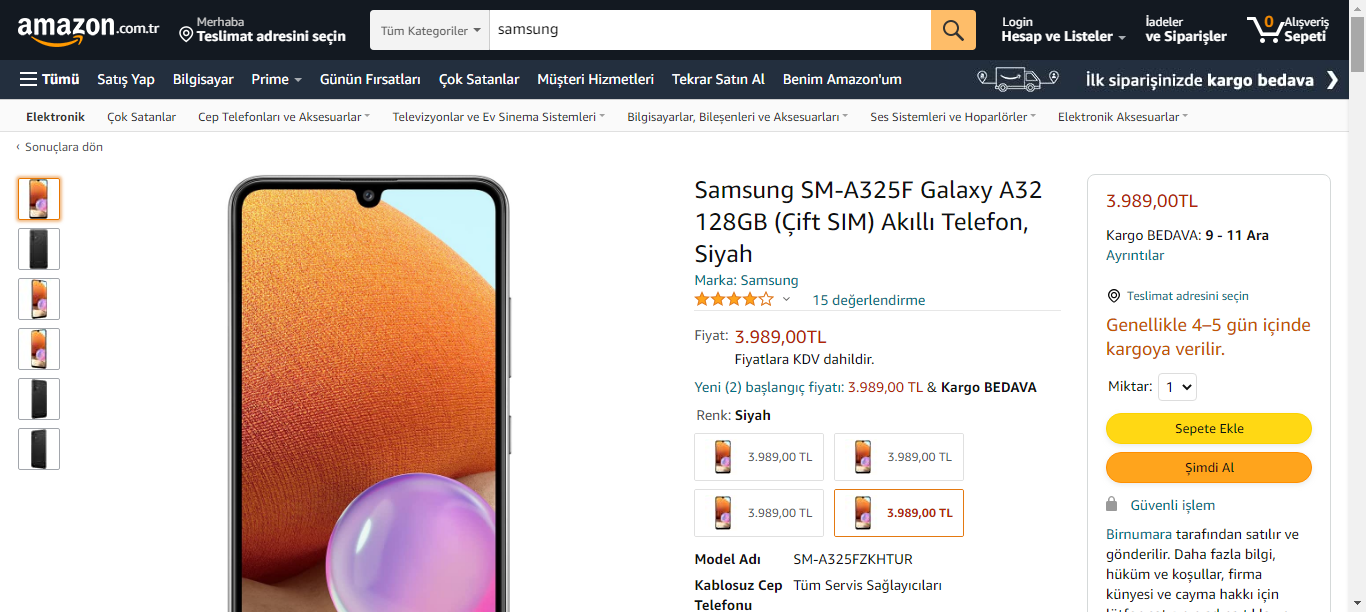 amazon.com.tr
Merhaba
Teslimat adresini seçin
Tüm Kategoriler
samsung
Login
Hesap ve Listeler
İadeler
ve Siparişler
0
Alışveriş
Sepeti
Tümü
Satış Yap
Bilgisayar
Prime
Günün Fırsatları
Çok Satanlar
Müşteri Hizmetleri
Tekrar Satın Al
Benim Amazon'um
İlk siparişinizde kargo bedava
Elektronik
Çok Satanlar
Cep Telefonları ve Aksesuarlar
Televizyonlar ve Ev Sinema Sistemleri
Bilgisayarlar, Bileşenleri ve Aksesuarları
Ses Sistemleri ve Hoparlörler
Elektronik Aksesuarlar
‹ Sonuçlara dön
Samsung SM-A325F Galaxy A32
128GB (Çift SIM) Akıllı Telefon,
Siyah
Marka: Samsung
15 değerlendirme
Fiyat: 3.989,00TL
Fiyatlara KDV dahildir.
Yeni (2) başlangıç fiyatı: 3.989,00 TL & Kargo BEDAVA
Renk: Siyah
3.989,00 TL
3.989,00 TL
3.989,00 TL
3.989,00 TL
Model Adı SM-A325FZKHTUR
Kablosuz Cep Tüm Servis Sağlayıcıları
Telefonu
3.989,00TL
Kargo BEDAVA: 9 - 11 Ara
Ayrıntılar
Teslimat adresini seçin
Genellikle 4–5 gün içinde
kargoya verilir.
Miktar: 1
Sepete Ekle
Şimdi Al
Güvenli işlem
Birnumara tarafından satılır ve
gönderilir. Daha fazla bilgi,
hüküm ve koşullar, firma
künyesi ve cayma hakkı için